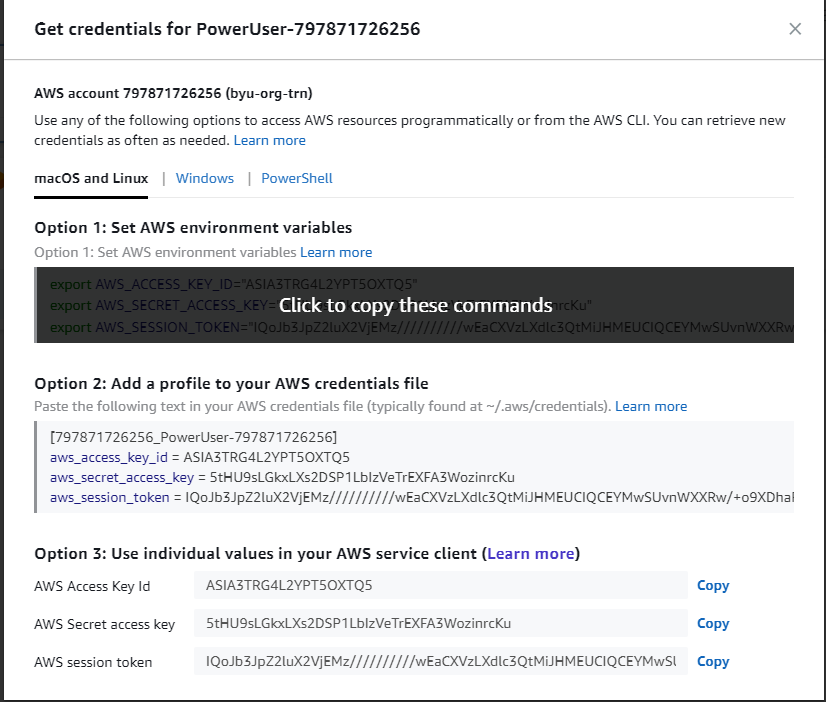 Get credentials for PowerUser-797871726256
AWS account 797871726256 (byu-org-trn)
Use any of the following options to access AWS resources programmatically or from the AWS CLI. You can retrieve new
credentials as often as needed. Learn more
macOS and Linux | Windows | PowerShell
Option 1: Set AWS environment variables
Option 1: Set AWS environment variables Learn more
export AWS_ACCESS_KEY_ID="ASIA3TRG4L2YPT5OXTQ5"
export AWS_SECRET_ACCESS_KEY="
Click to copy these commands
export AWS_SESSION_TOKEN="IQoJb3JpZ2luX2VjEMz//////////wEaCXVzLXdlc3QtMiJHMEUCIQCEYMwSUvnWXXRw
Option 2: Add a profile to your AWS credentials file
Paste the following text in your AWS credentials file (typically found at ~/.aws/credentials). Learn more
[797871726256_PowerUser-797871726256]
aws_access_key_id = ASIA3TRG4L2YPT5OXTQ5
aws_secret_access_key = 5tHU9sLGkxLXs2DSP1LbIzVeTrEXFA3WozinrcKu
aws_session_token = IQoJb3JpZ2luX2VjEMz//////////wEaCXVzLXdlc3QtMiJHMEUCIQCEYMwSUvnWXXRw/+o9XDha
Option 3: Use individual values in your AWS service client (Learn more)
AWS Access Key Id ASIA3TRG4L2YPT5OXTQ5 Copy
AWS Secret access key 5tHU9sLGkxLXs2DSP1LbIzVeTrEXFA3WozinrcKu Copy
AWS session token IQoJb3JpZ2luX2VjEMz//////////wEaCXVzLXdlc3QtMiJHMEUCIQCEYMwSU Copy